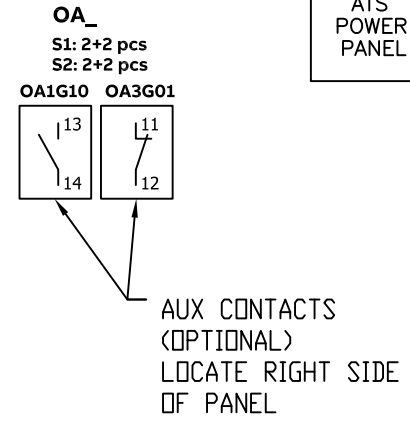 OA_
S1: 2+2 pcs
S2: 2+2 pcs
OA1G10 OA3G01
13 11
14 12
ATS
POWER
PANEL
AUX CONTACTS
(OPTIONAL)
LOCATE RIGHT SIDE
OF PANEL